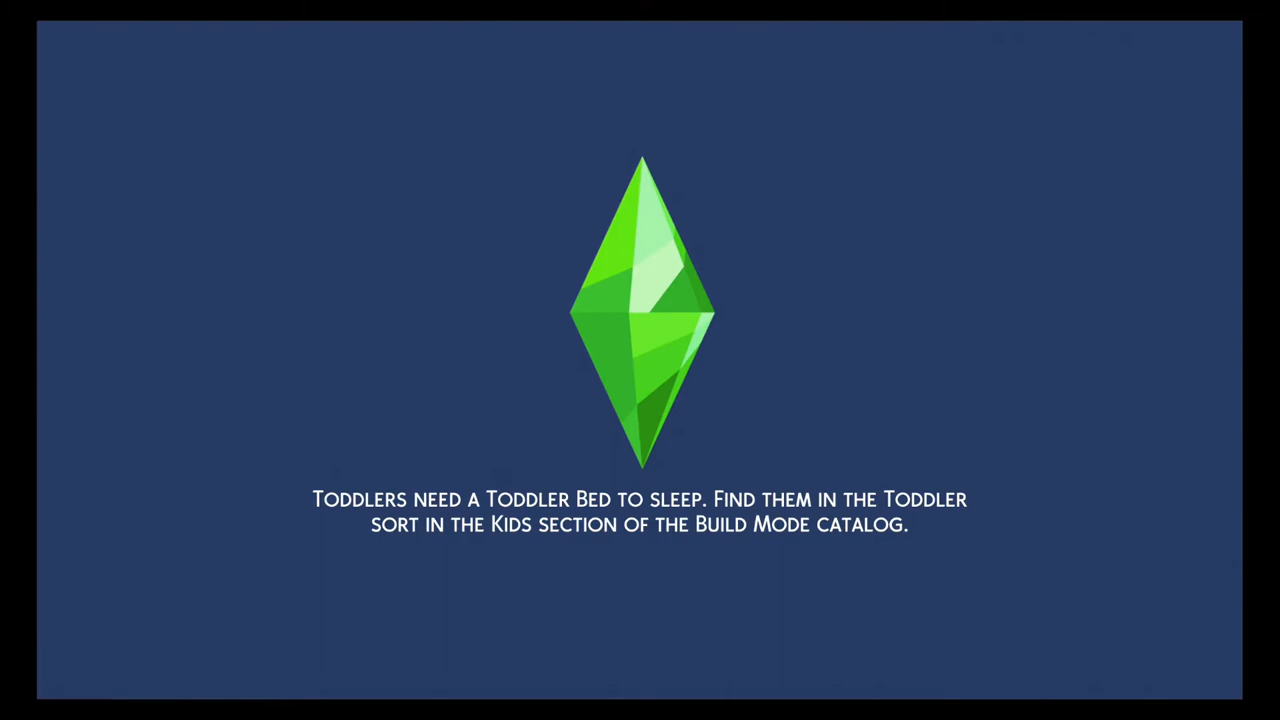 Toddlers need a Toddler Bed to sleep. Find them in the Toddler
sort in the Kids section of the Build Mode catalog.